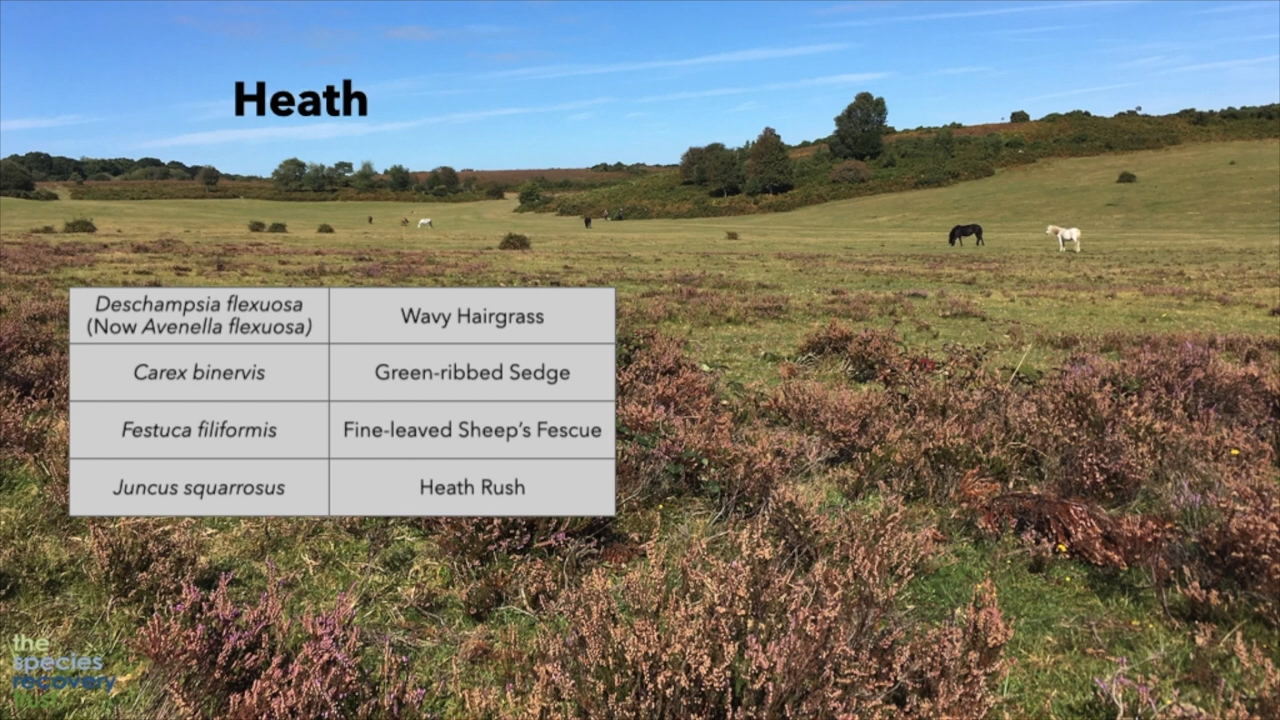 Heath
Deschampsia flexuosa
(Now Avenella flexuosa)
Wavy Hairgrass
Carex binervis
Green-ribbed Sedge
Festuca filiformis
Fine-leaved Sheep's Fescue
Juncus squarrosus
Heath Rush
the
species
recovery